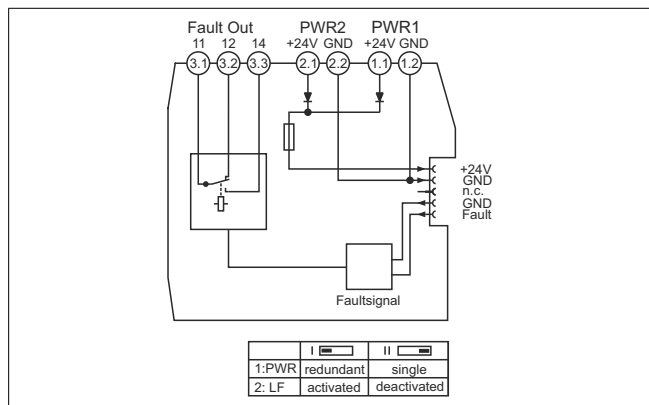 Fault Out PWR2 PWR1
11 12 14 +24V GND +24V GND
3.1 3.2 3.3 2.1 2.2 1.1 1.2
+24V
GND
n.c.
GND
Fault
Faultsignal
I II
1:PWR redundant single
2: LF activated deactivated